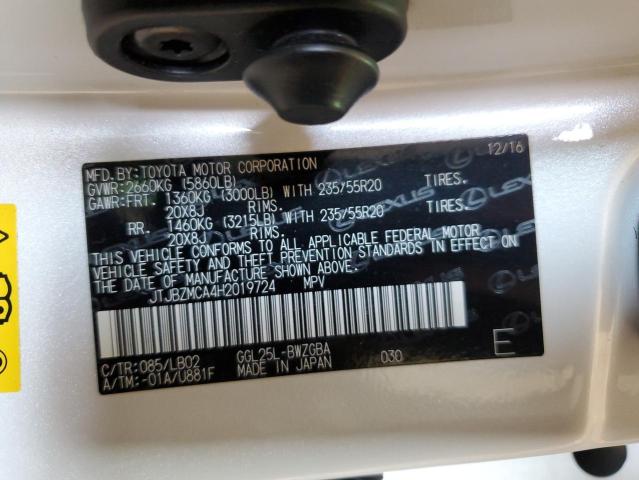 12/16
MFD.BY:TOYOTA MOTOR CORPORATION
GVWR:2660KG (5860LB)
GAWR:FRT. 1360KG (3000LB) WITH 235/55R20 TIRES.
20X8J RIMS.
RR. 1460KG (3215LB) WITH 235/55R20 TIRES.
20X8J RIMS.
THIS VEHICLE CONFORMS TO ALL APPLICABLE FEDERAL MOTOR
VEHICLE SAFETY AND THEFT PREVENTION STANDARDS IN EFFECT ON
THE DATE OF MANUFACTURE SHOWN ABOVE.
JTJBZMCA4H2019724 MPV
C/TR:085/LB02 GGL25L-BWZGBA
A/TM:-01A/U881F MADE IN JAPAN 030 E
LEXUS
LEXUS